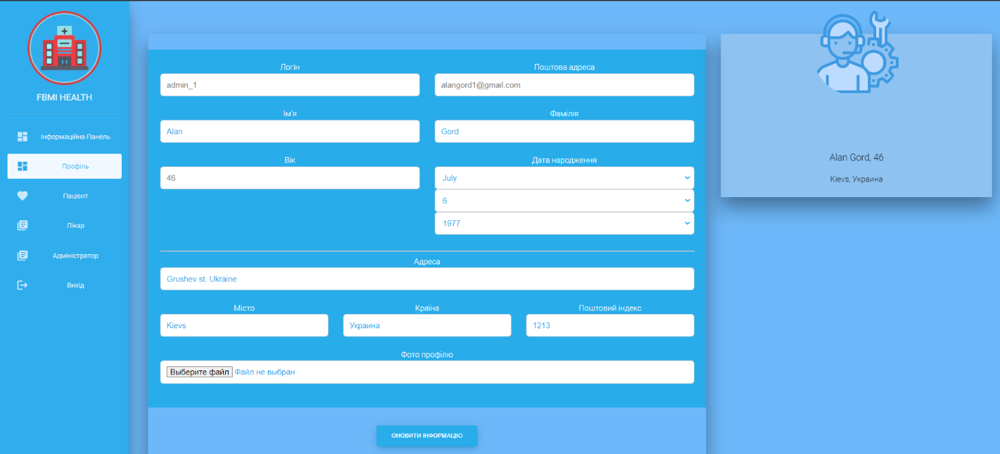 FBMI HEALTH
Інформаційна Панель
Профіль
Пацієнт
Лікар
Адміністратор
Вихід
Логін
Поштова адреса
admin_1
alangord1@gmail.com
Ім'я
Фамілія
Alan
Gord
Вік
Дата народження
46
July
6
1977
Адреса
Grushev st. Ukraine
Місто
Країна
Поштовий індекс
Kievs
Украина
1213
Фото профілю
Выберите файл Файл не выбран
ОНОВИТИ ІНФОРМАЦІЮ
Alan Gord, 46
Kievs, Украина